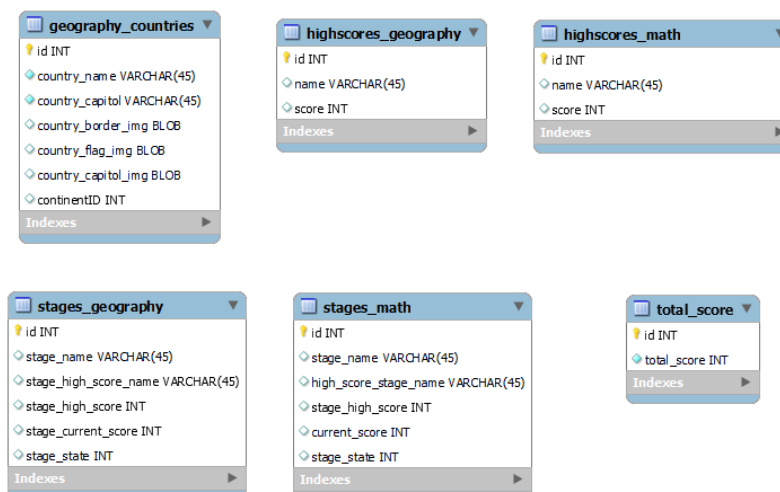 geography_countries
id INT
country_name VARCHAR(45)
country_capitol VARCHAR(45)
country_border_img BLOB
country_flag_img BLOB
country_capitol_img BLOB
continentID INT
Indexes
highscores_geography
id INT
name VARCHAR(45)
score INT
Indexes
highscores_math
id INT
name VARCHAR(45)
score INT
Indexes
stages_geography
id INT
stage_name VARCHAR(45)
stage_high_score_name VARCHAR(45)
stage_high_score INT
stage_current_score INT
stage_state INT
Indexes
stages_math
id INT
stage_name VARCHAR(45)
high_score_stage_name VARCHAR(45)
stage_high_score INT
current_score INT
stage_state INT
Indexes
total_score
id INT
total_score INT
Indexes